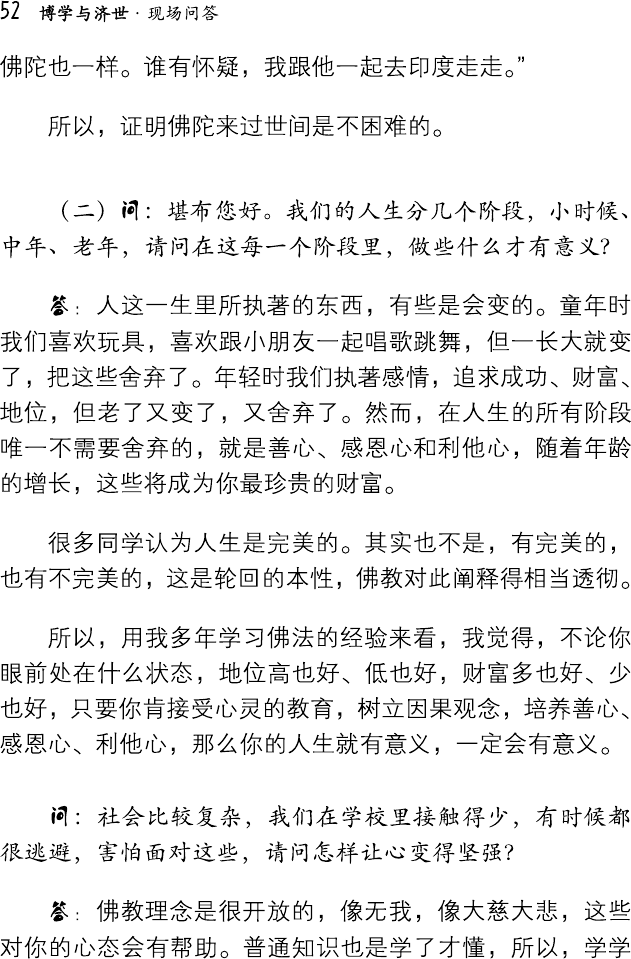 52 博学与济世·现场问答
佛陀也一样。谁有怀疑，我跟他一起去印度走走。”
所以，证明佛陀来过世间是不困难的。
（二）问：堪布您好。我们的人生分几个阶段，小时候、
中年、老年，请问在这每一个阶段里，做些什么才有意义？
答：人这一生里所执著的东西，有些是会变的。童年时
我们喜欢玩具，喜欢跟小朋友一起唱歌跳舞，但一长大就变
了，把这些舍弃了。年轻时我们执著感情，追求成功、财富、
地位，但老了又变了，又舍弃了。然而，在人生的所有阶段
唯一不需要舍弃的，就是善心、感恩心和利他心，随着年龄
的增长，这些将成为你最珍贵的财富。
很多同学认为人生是完美的。其实也不是，有完美的，
也有不完美的，这是轮回的本性，佛教对此阐释得相当透彻。
所以，用我多年学习佛法的经验来看，我觉得，不论你
眼前处在什么状态，地位高也好、低也好，财富多也好、少
也好，只要你肯接受心灵的教育，树立因果观念，培养善心、
感恩心、利他心，那么你的人生就有意义，一定会有意义。
问：社会比较复杂，我们在学校里接触得少，有时候都
很逃避，害怕面对这些，请问怎样让心变得坚强？
答：佛教理念是很开放的，像无我，像大慈大悲，这些
对你的心态会有帮助。普通知识也是学了才懂，所以，学学